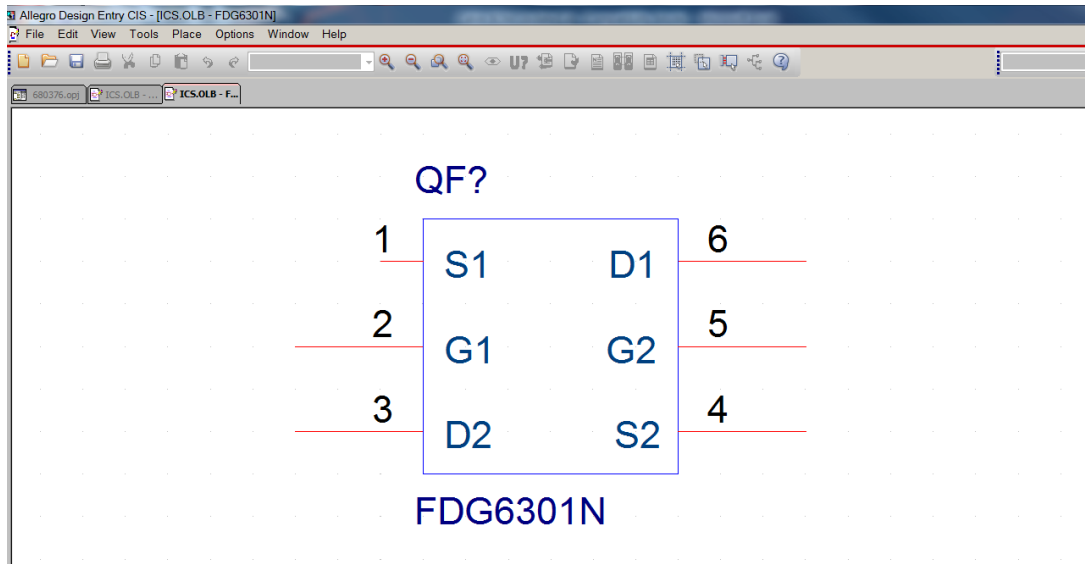 Allegro Design Entry CIS - [ICS.OLB - FDG6301N]
File Edit View Tools Place Options Window Help
U?
680376.opj ICS.OLB - ... ICS.OLB - F...
QF?
1 S1 D1 6
2 G1 G2 5
3 D2 S2 4
FDG6301N